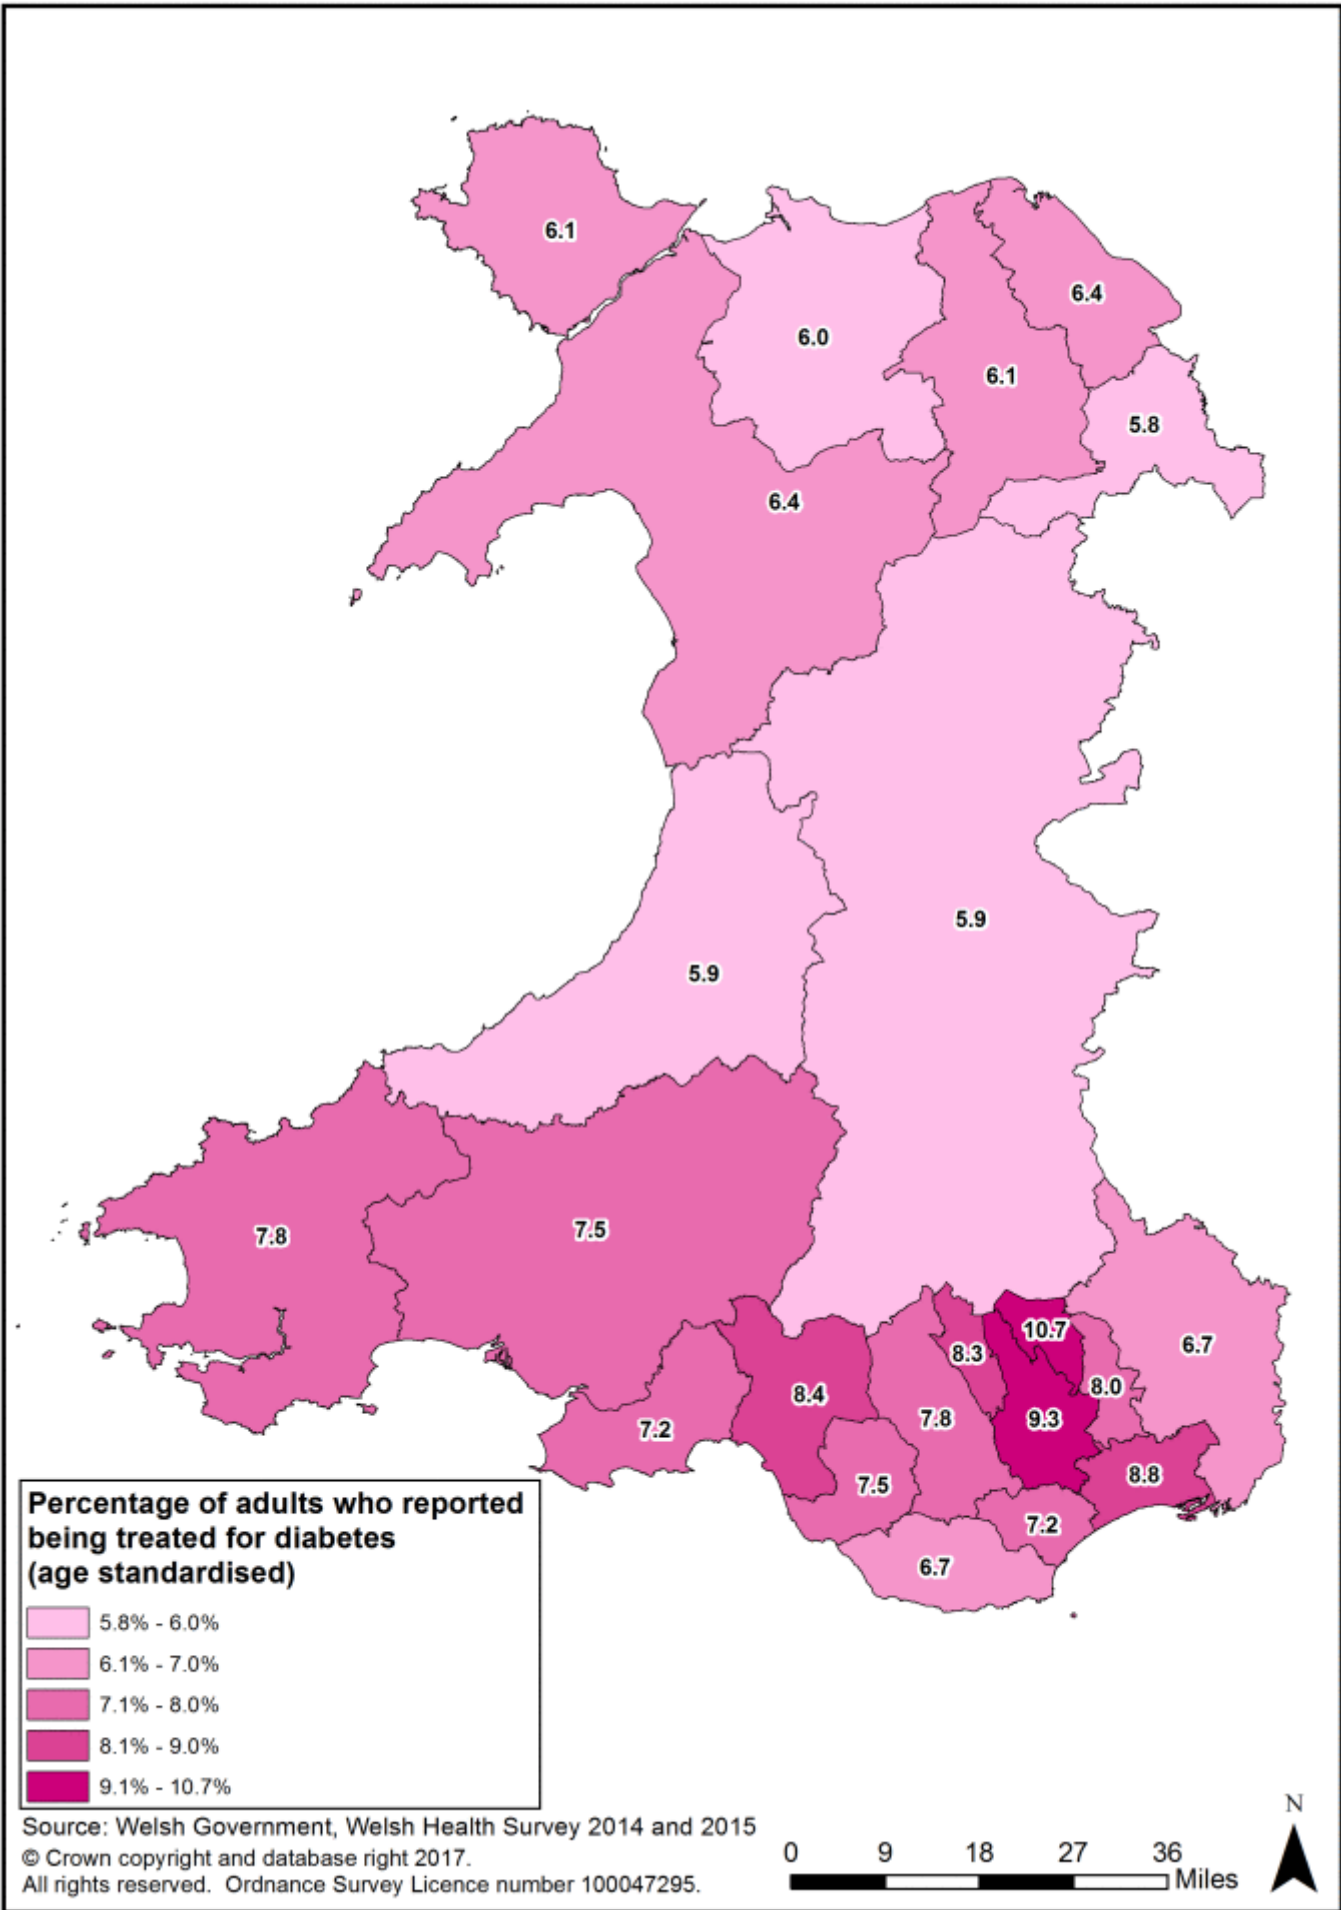 6.1
6.4
6.0
6.1
5.8
6.4
5.9
5.9
7.8
7.5
10.7
6.7
8.3
8.0
8.4
7.8
9.3
7.2
8.8
7.5
7.2
6.7
Percentage of adults who reported
being treated for diabetes
(age standardised)
5.8% - 6.0%
6.1% - 7.0%
7.1% - 8.0%
8.1% - 9.0%
9.1% - 10.7%
Source: Welsh Government, Welsh Health Survey 2014 and 2015
© Crown copyright and database right 2017.
All rights reserved. Ordnance Survey Licence number 100047295.
0 9 18 27 36
Miles
N